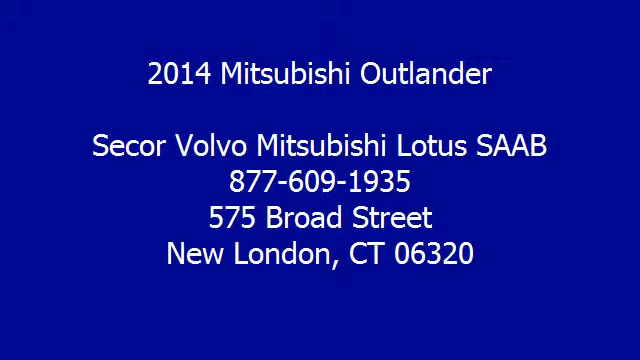 2014 Mitsubishi Outlander
Secor Volvo Mitsubishi Lotus SAAB
877-609-1935
575 Broad Street
New London, CT 06320